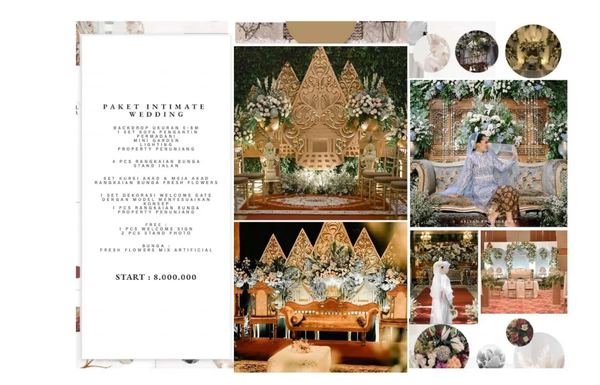 PAKET INTIMATE
WEDDING
BACKDROP UKURAN 6-8M
1 SET SOFA PENGANTIN
PERMADANI
MINI GARDEN
LIGHTING
PROPERTY PENUNJANG
4 PCS RANGKAIAN BUNGA
STAND JALAN
SET KURSI AKAD & MEJA AKAD
RANGKAIAN BUNGA FRESH FLOWERS
1 SET DEKORASI WELCOME GATE
DENGAN MODEL MENYESUAIKAN
KONSEP
1 PCS RANGKAIAN BUNGA
PROPERTY PENUNJANG
FREE :
1 PCS WELCOME SIGN
2 PCS STAND PHOTO
BUNGA :
FRESH FLOWERS MIX ARTIFICIAL
START : 8.000.000